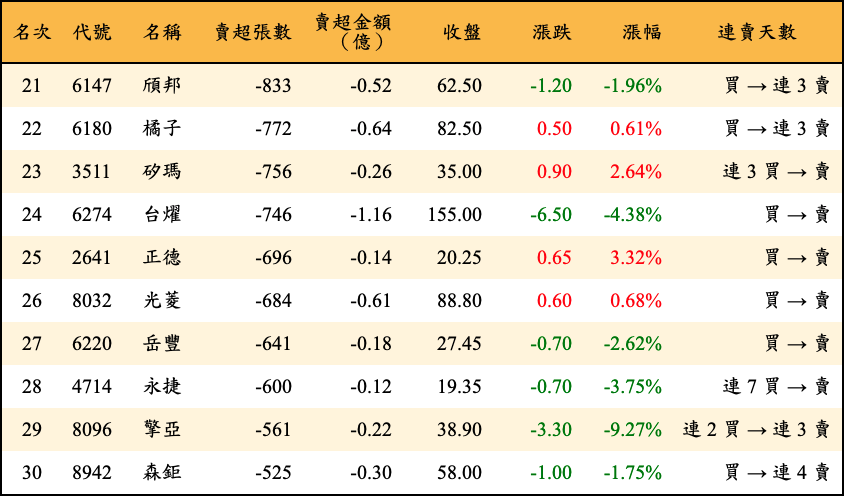 名次 代號 名稱 賣超張數 賣超金額（億） 收盤 漲跌 漲幅 連賣天數
21 6147 頎邦 -833 -0.52 62.50 -1.20 -1.96% 買 → 連 3 賣
22 6180 橘子 -772 -0.64 82.50 0.50 0.61% 買 → 連 3 賣
23 3511 矽瑪 -756 -0.26 35.00 0.90 2.64% 連 3 買 → 賣
24 6274 台燿 -746 -1.16 155.00 -6.50 -4.38% 買 → 賣
25 2641 正德 -696 -0.14 20.25 0.65 3.32% 買 → 賣
26 8032 光菱 -684 -0.61 88.80 0.60 0.68% 買 → 賣
27 6220 岳豐 -641 -0.18 27.45 -0.70 -2.62% 買 → 賣
28 4714 永捷 -600 -0.12 19.35 -0.70 -3.75% 連 7 買 → 賣
29 8096 擎亞 -561 -0.22 38.90 -3.30 -9.27% 連 2 買 → 連 3 賣
30 8942 森鉅 -525 -0.30 58.00 -1.00 -1.75% 買 → 連 4 賣